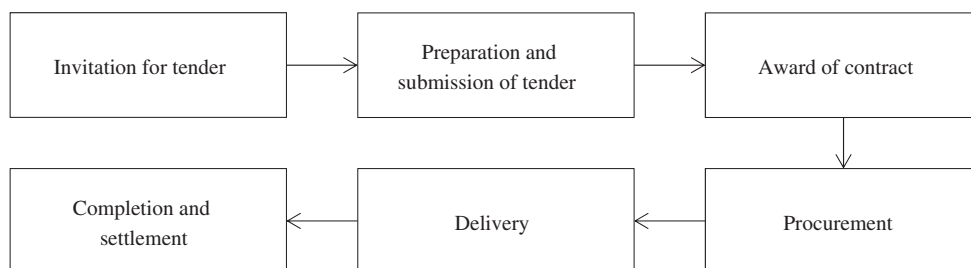 Invitation for tender
Preparation and
submission of tender
Award of contract
Procurement
Delivery
Completion and
settlement